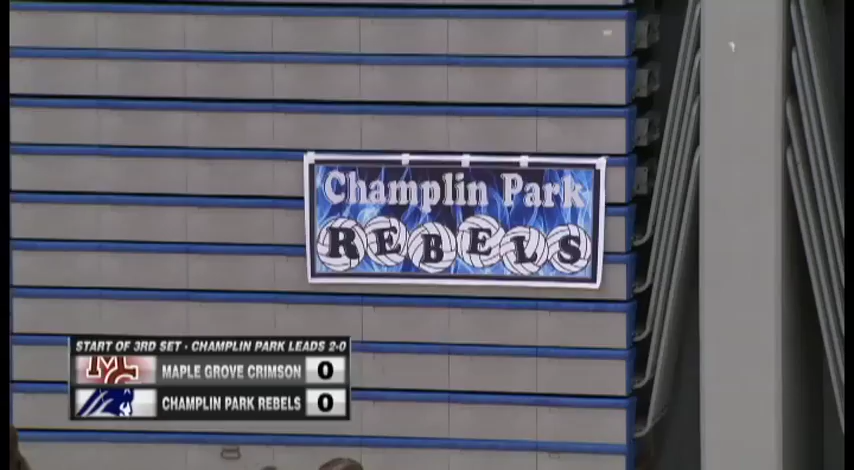 Champlin Park
REBELS
START OF 3RD SET - CHAMPLIN PARK LEADS 2-0
MG
MAPLE GROVE CRIMSON 0
CHAMPLIN PARK REBELS 0